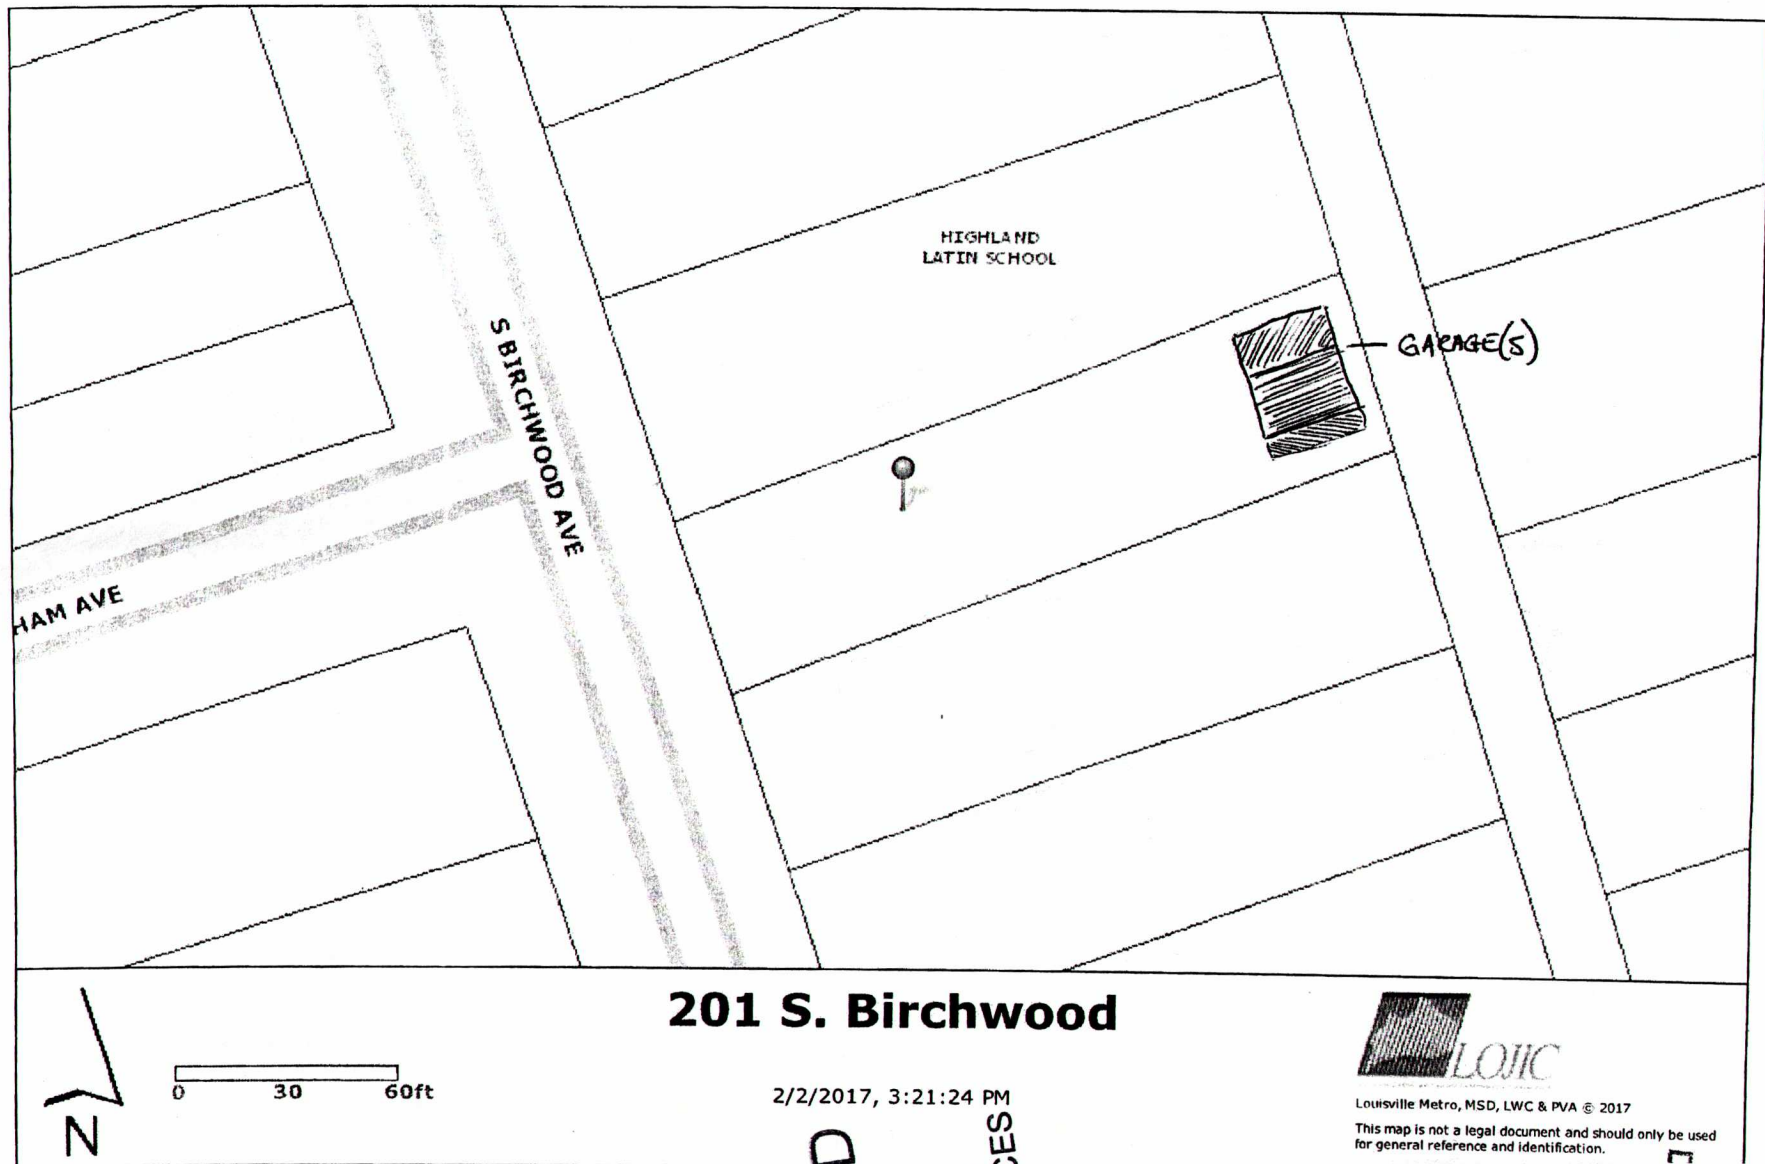 HIGHLAND
LATIN SCHOOL
GARAGE(S)
S BIRCHWOOD AVE
HAM AVE
201 S. Birchwood
0 30 60ft
N
2/2/2017, 3:21:24 PM
LOJIC
Louisville Metro, MSD, LWC & PVA © 2017
This map is not a legal document and should only be used
for general reference and identification.
D
CES